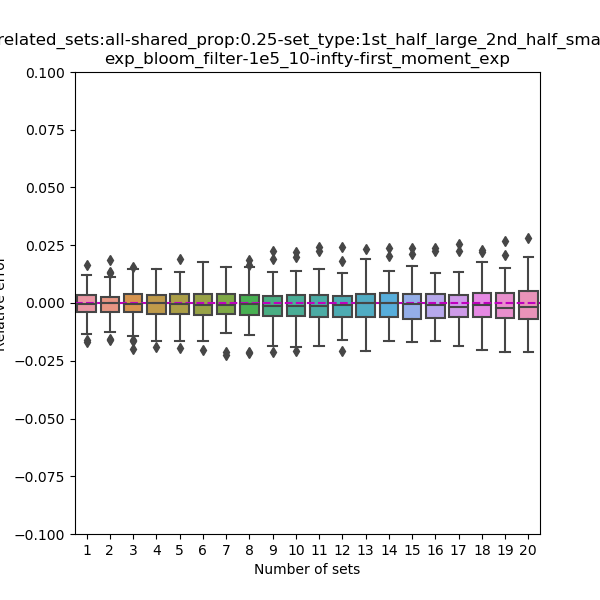 related_sets:all-shared_prop:0.25-set_type:1st_half_large_2nd_half_sma
exp_bloom_filter-1e5_10-infty-first_moment_exp
0.100
0.075
0.050
0.025
0.000
−0.025
−0.050
−0.075
−0.100
Relative error
1 2 3 4 5 6 7 8 9 10 11 12 13 14 15 16 17 18 19 20
Number of sets